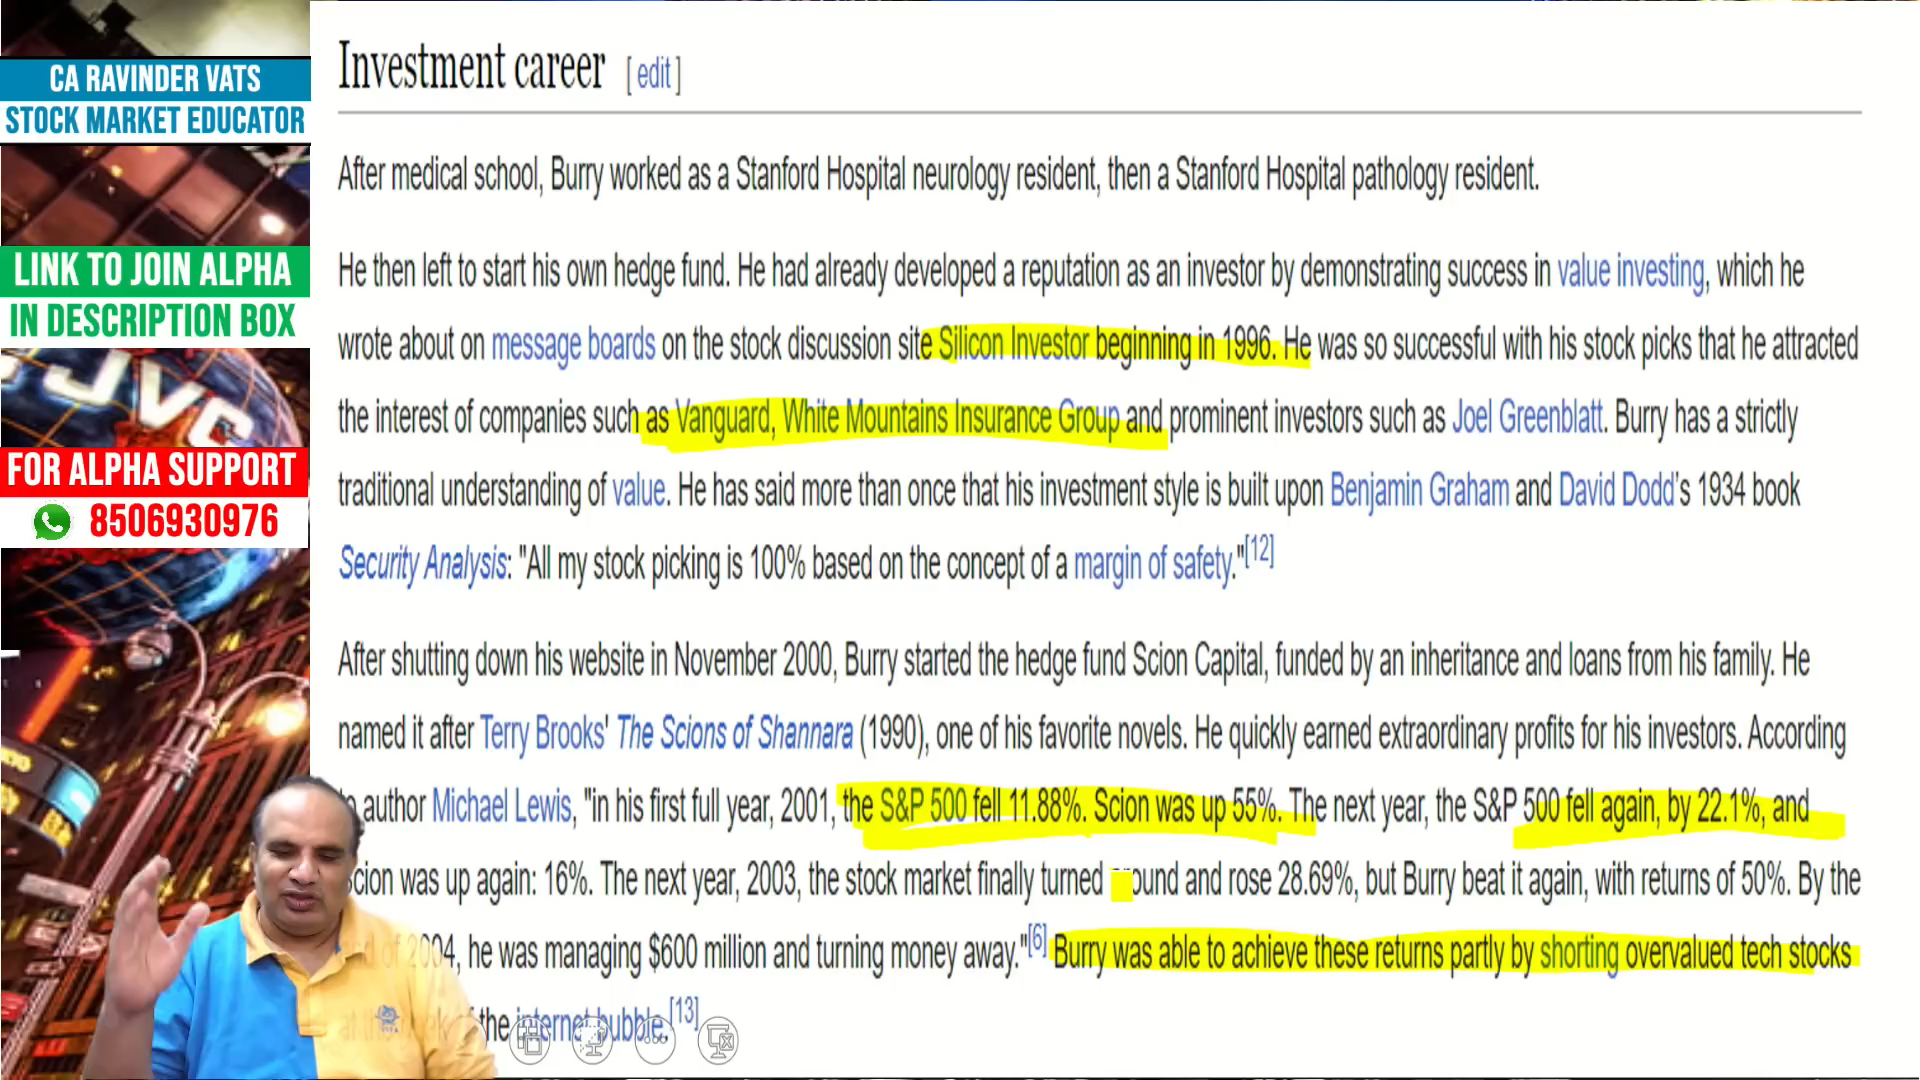 CA RAVINDER VATS
STOCK MARKET EDUCATOR
LINK TO JOIN ALPHA
IN DESCRIPTION BOX
JVC
FOR ALPHA SUPPORT
8506930976
Investment career [ edit ]
After medical school, Burry worked as a Stanford Hospital neurology resident, then a Stanford Hospital pathology resident.
He then left to start his own hedge fund. He had already developed a reputation as an investor by demonstrating success in value investing, which he
wrote about on message boards on the stock discussion site Silicon Investor beginning in 1996. He was so successful with his stock picks that he attracted
the interest of companies such as Vanguard, White Mountains Insurance Group and prominent investors such as Joel Greenblatt. Burry has a strictly
traditional understanding of value. He has said more than once that his investment style is built upon Benjamin Graham and David Dodd's 1934 book
Security Analysis: "All my stock picking is 100% based on the concept of a margin of safety."[12]
After shutting down his website in November 2000, Burry started the hedge fund Scion Capital, funded by an inheritance and loans from his family. He
named it after Terry Brooks' The Scions of Shannara (1990), one of his favorite novels. He quickly earned extraordinary profits for his investors. According
author Michael Lewis, "in his first full year, 2001, the S&P 500 fell 11.88%. Scion was up 55%. The next year, the S&P 500 fell again, by 22.1%, and
Scion was up again: 16%. The next year, 2003, the stock market finally turned around and rose 28.69%, but Burry beat it again, with returns of 50%. By the
of 2004, he was managing $600 million and turning money away."[6] Burry was able to achieve these returns partly by shorting overvalued tech stocks
the internet bubble.[13]